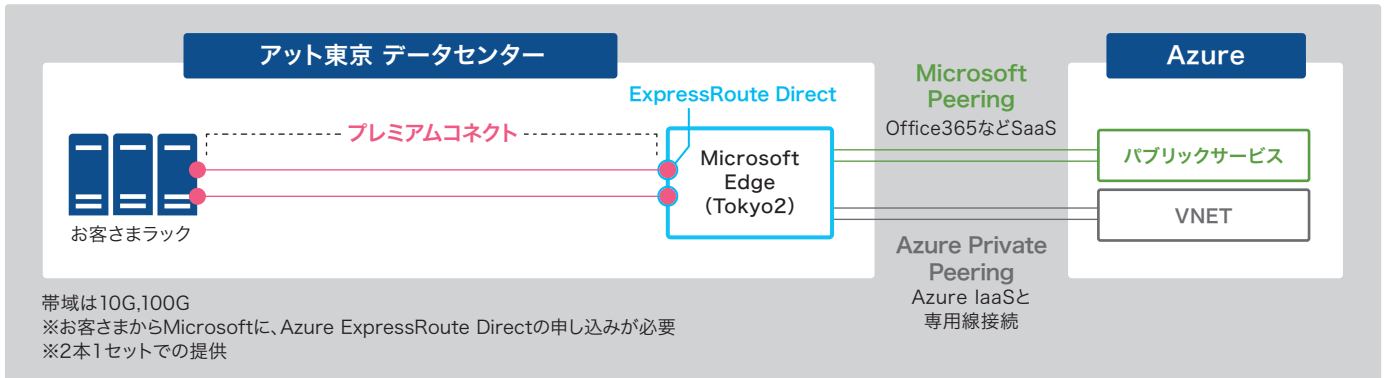 アット東京 データセンター
Azure
ExpressRoute Direct
プレミアムコネクト
Microsoft
Edge
（Tokyo2）
お客さまラック
Microsoft
Peering
Office365などSaaS
パブリックサービス
VNET
Azure Private
Peering
Azure IaaSと
専用線接続
帯域は10G,100G
※お客さまからMicrosoftに、Azure ExpressRoute Directの申し込みが必要
※2本1セットでの提供